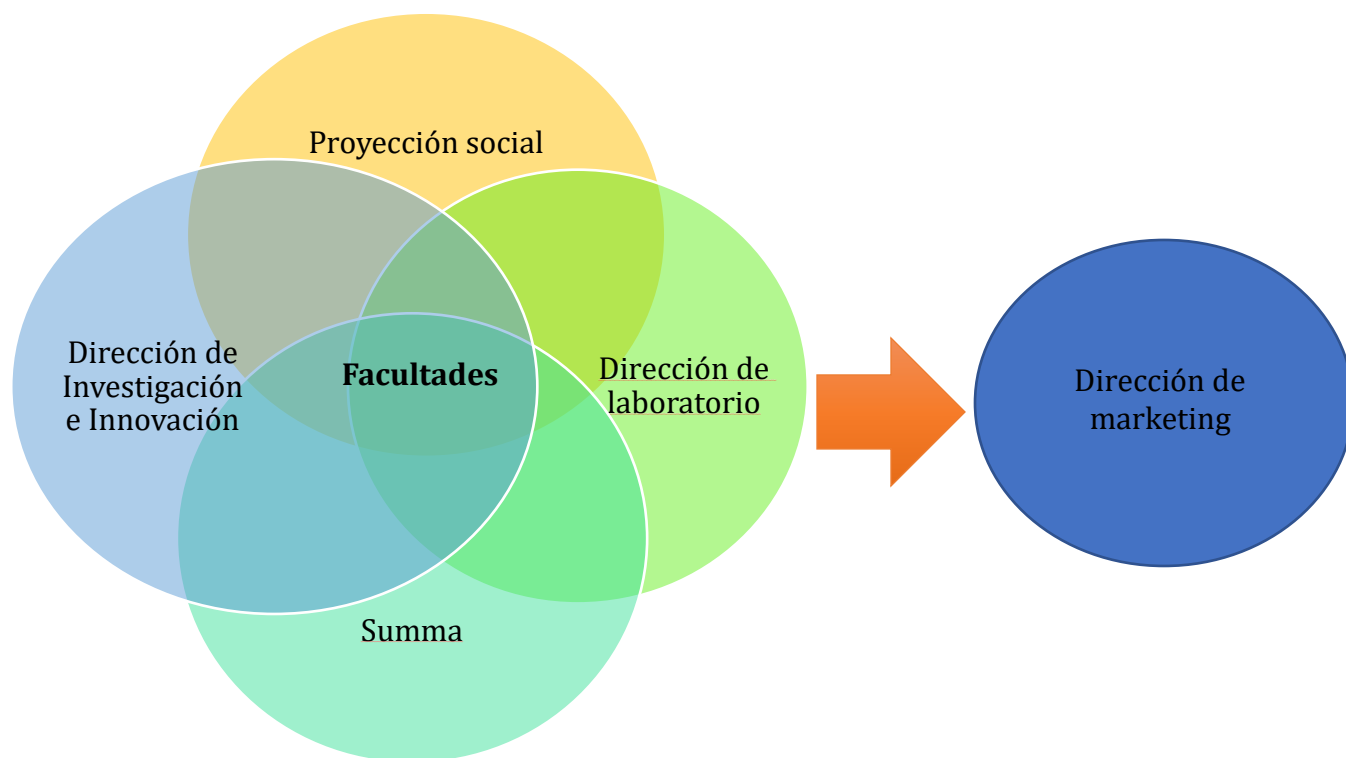 Proyección social
Dirección de
Investigación
e Innovación
Facultades
Dirección de
laboratorio
Summa
Dirección de
marketing